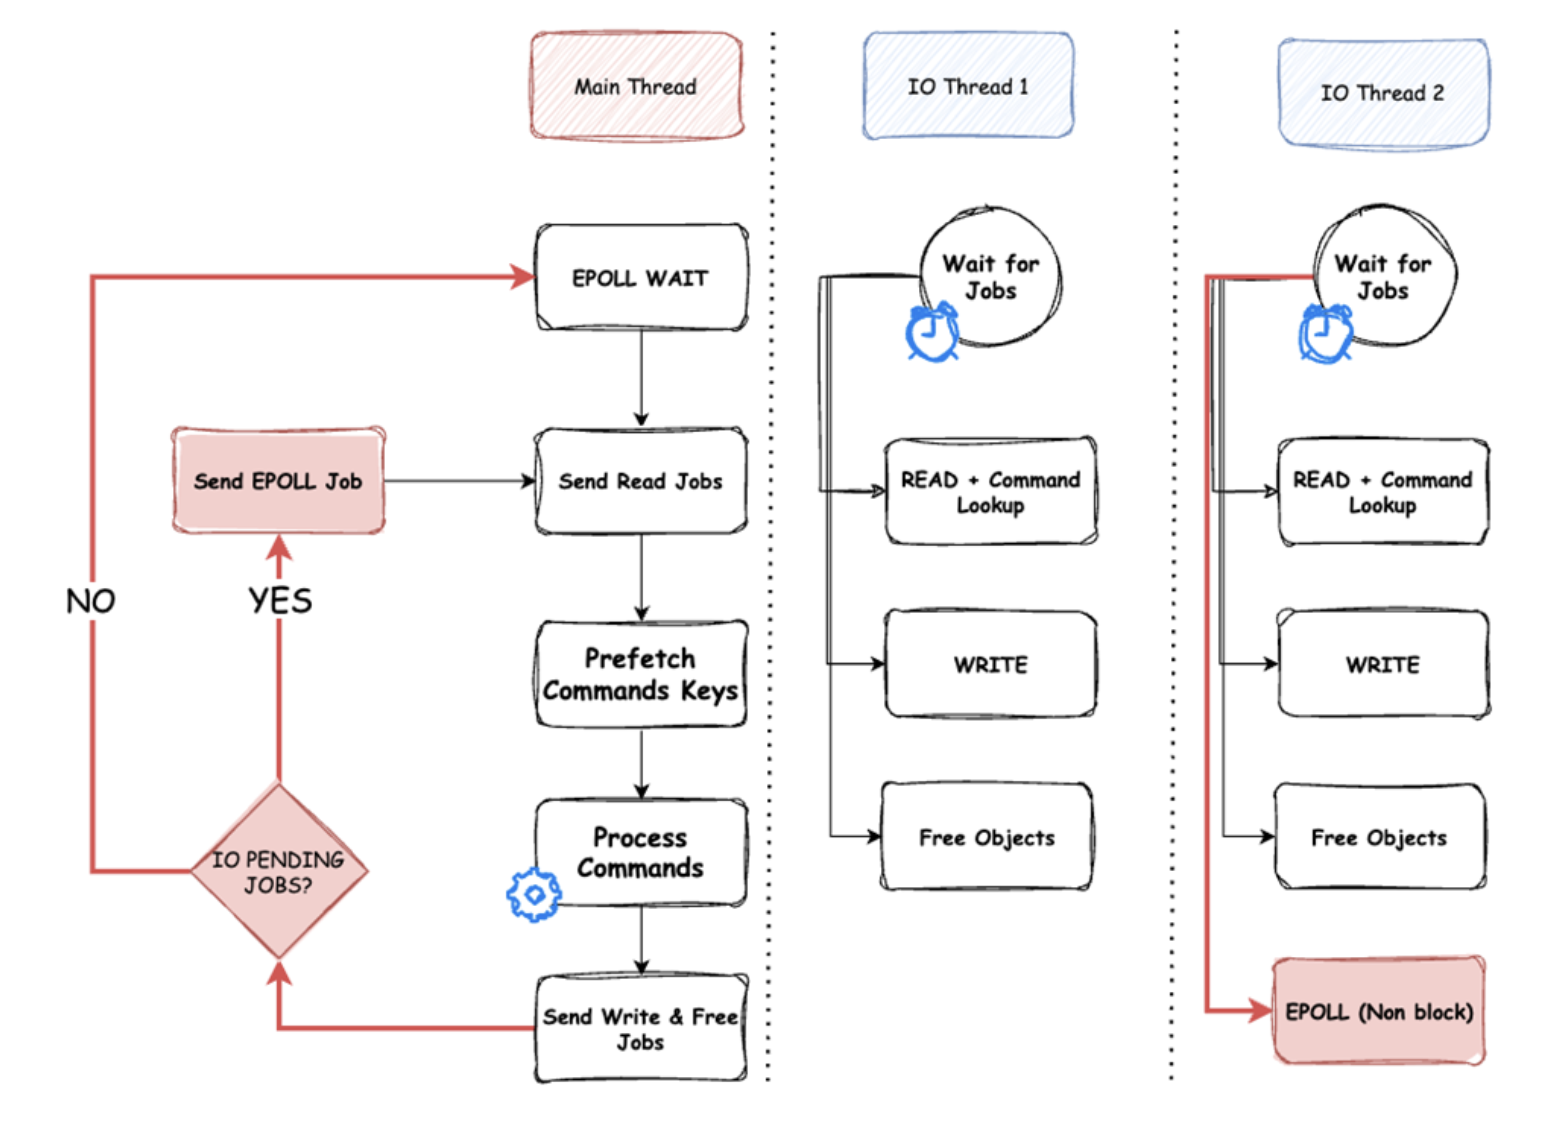 Main Thread
IO Thread 1
IO Thread 2
EPOLL WAIT
Wait for
Jobs
Wait for
Jobs
Send EPOLL Job
Send Read Jobs
READ + Command
Lookup
READ + Command
Lookup
NO
YES
Prefetch
Commands Keys
WRITE
WRITE
IO PENDING
JOBS?
Process
Commands
Free Objects
Free Objects
Send Write & Free
Jobs
EPOLL (Non block)